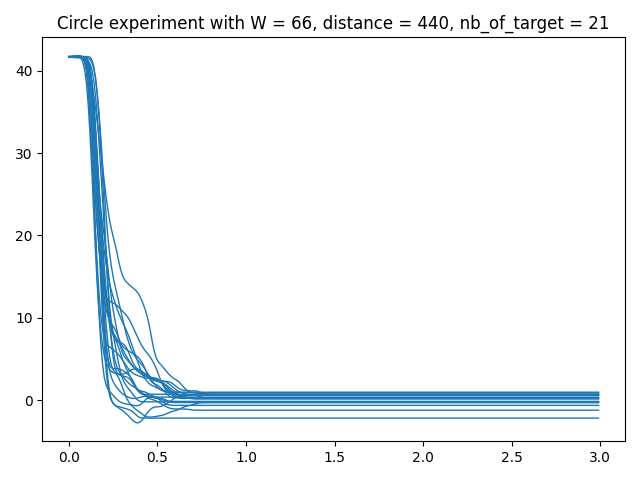 Circle experiment with W = 66, distance = 440, nb_of_target = 21
40
30
20
10
0
0.0 0.5 1.0 1.5 2.0 2.5 3.0